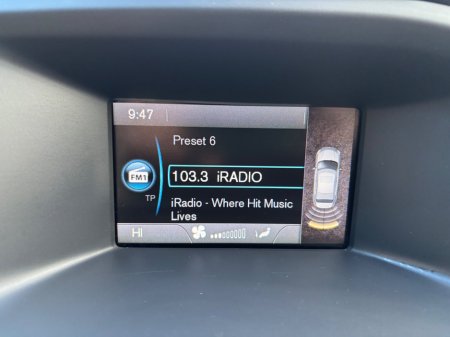 9:47
Preset 6
FM1
103.3 iRADIO
TP
iRadio - Where Hit Music
Lives
HI